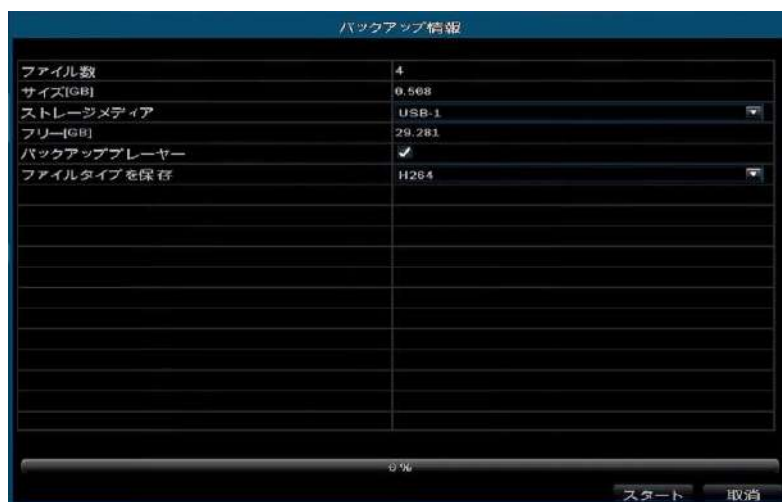 バックアップ情報
ファイル数 4
サイズ[GB] 0.508
ストレージメディア USB-1
フリー[GB] 29.281
バックアッププレーヤー
ファイルタイプを保存 H264
0 %
スタート 取消